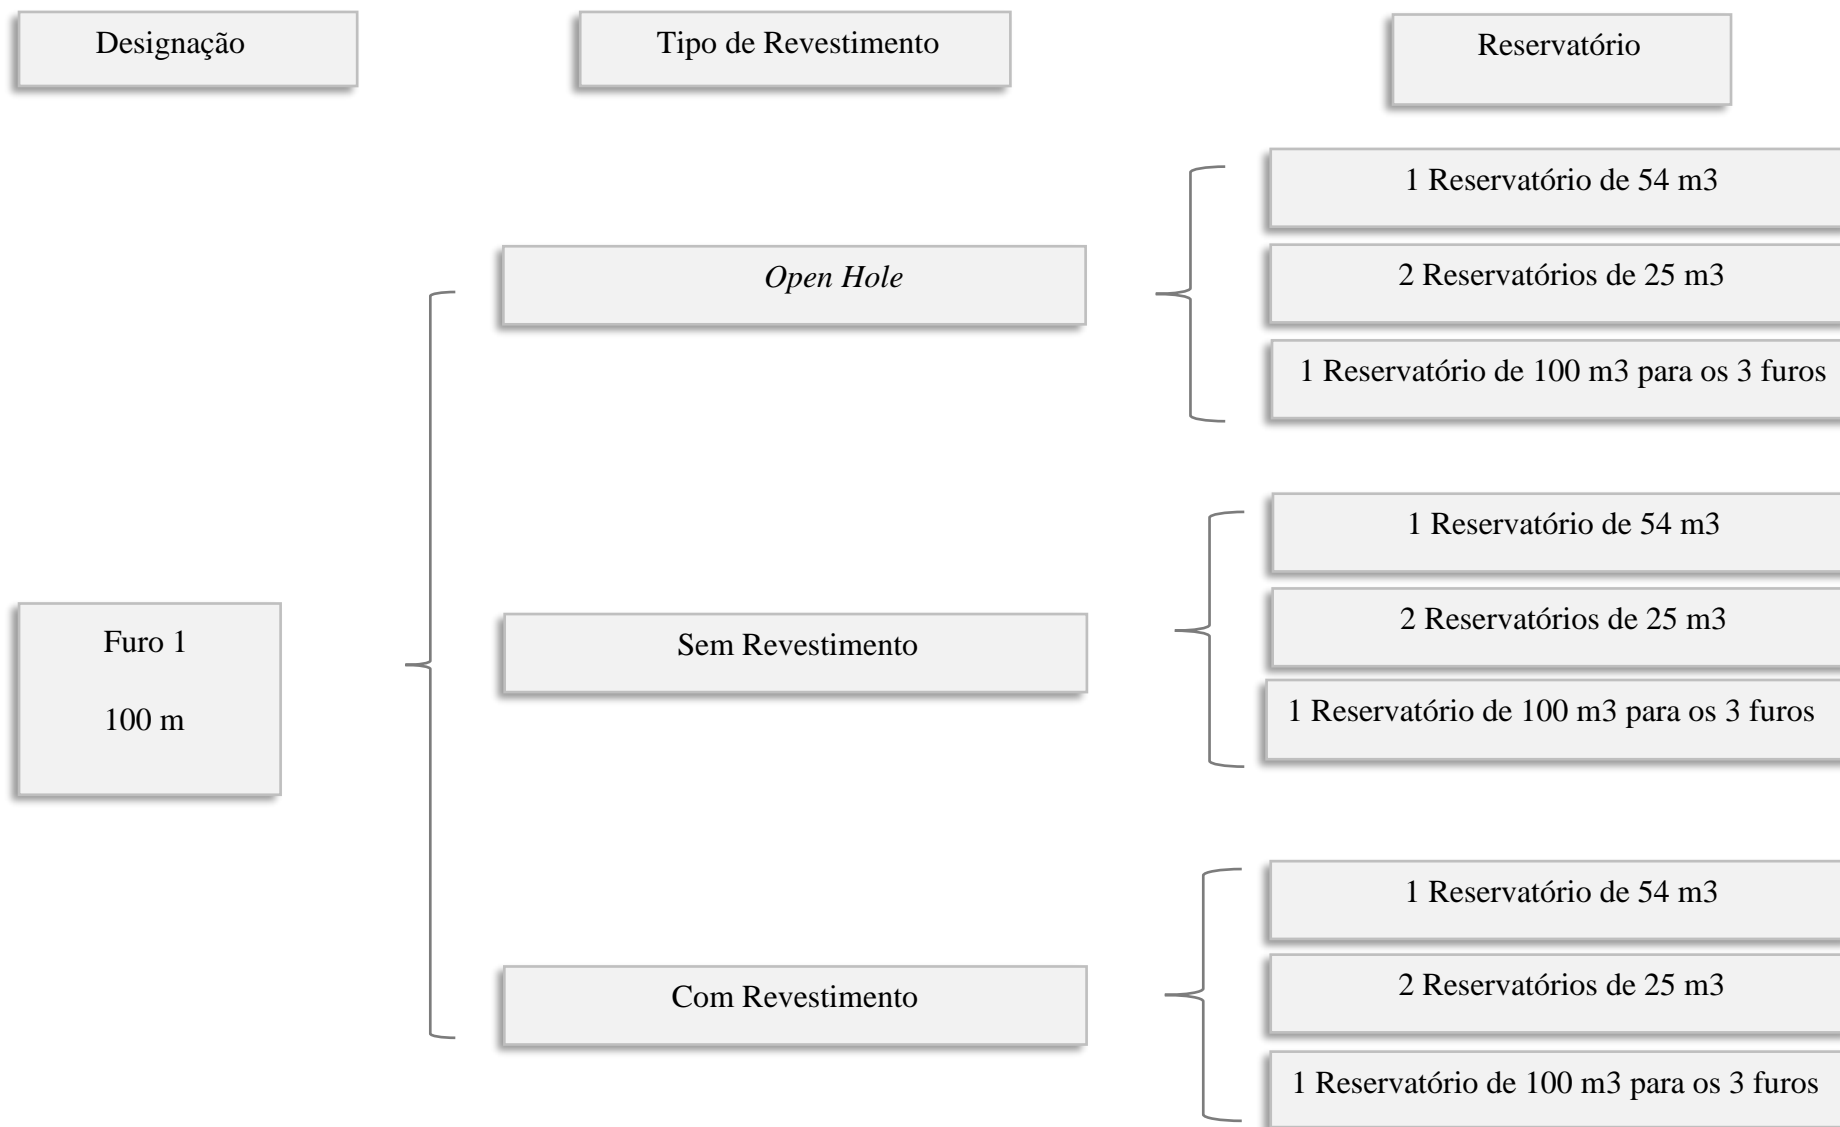 Designação
Tipo de Revestimento
Reservatório
Furo 1
100 m
Open Hole
1 Reservatório de 54 m3
2 Reservatórios de 25 m3
1 Reservatório de 100 m3 para os 3 furos
Sem Revestimento
1 Reservatório de 54 m3
2 Reservatórios de 25 m3
1 Reservatório de 100 m3 para os 3 furos
Com Revestimento
1 Reservatório de 54 m3
2 Reservatórios de 25 m3
1 Reservatório de 100 m3 para os 3 furos